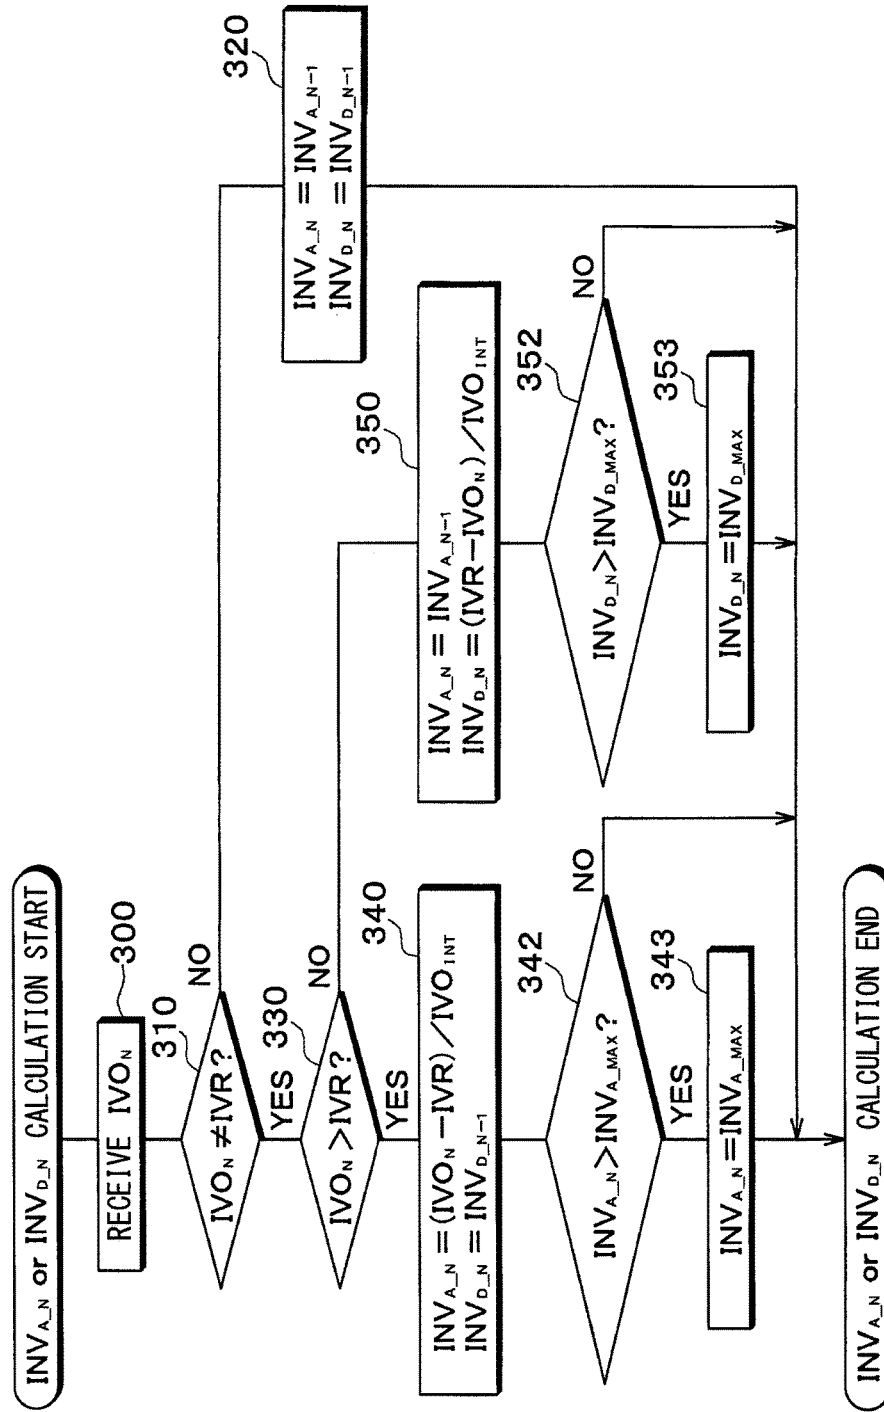 INV_A_N or INV_D_N CALCULATION START
RECEIVE IVO_N
300
IVO_N ≠IVR?
310
NO
YES
INV_A_N = INV_A_N−1
INV_D_N = INV_D_N−1
320
IVO_N >IVR?
330
NO
YES
INV_A_N = (IVO_N −IVR)/IVO_INT
INV_D_N = INV_D_N−1
340
INV_A_N>INV_A_MAX?
342
NO
YES
INV_A_N=INV_A_MAX
343
INV_A_N = INV_A_N−1
INV_D_N = (IVR−IVO_N)/IVO_INT
350
INV_D_N>INV_D_MAX?
352
NO
YES
INV_D_N=INV_D_MAX
353
INV_A_N or INV_D_N CALCULATION END